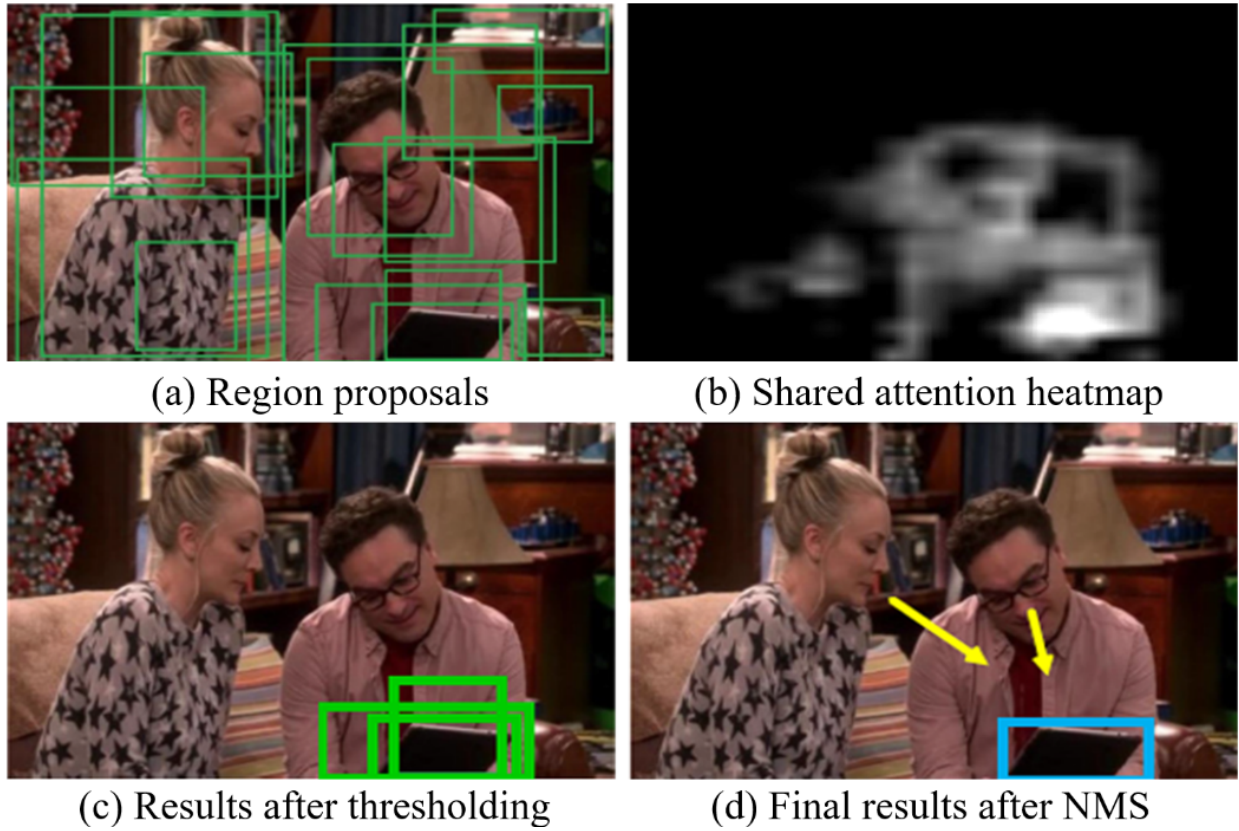 (a) Region proposals
(b) Shared attention heatmap
(c) Results after thresholding
(d) Final results after NMS